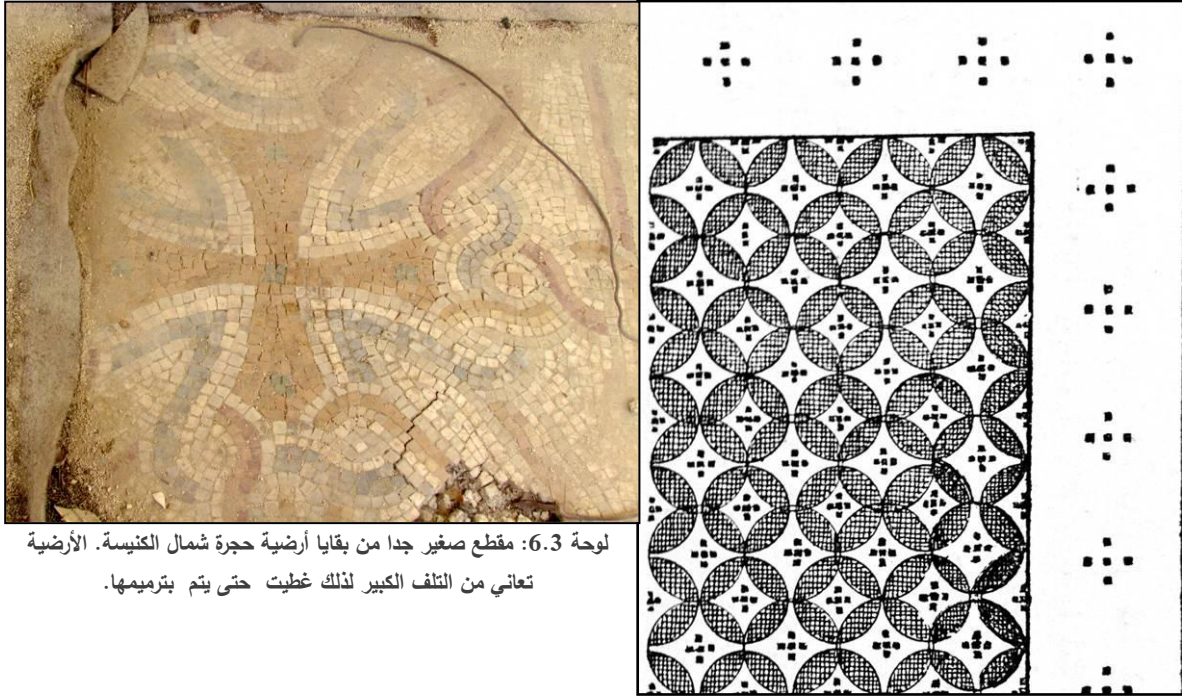 لوحة 6.3: مقطع صغير جدا من بقايا أرضية حجرة شمال الكنيسة. الأرضية
تعاني من التلف الكبير لذلك غطيت حتى يتم بترميمها.